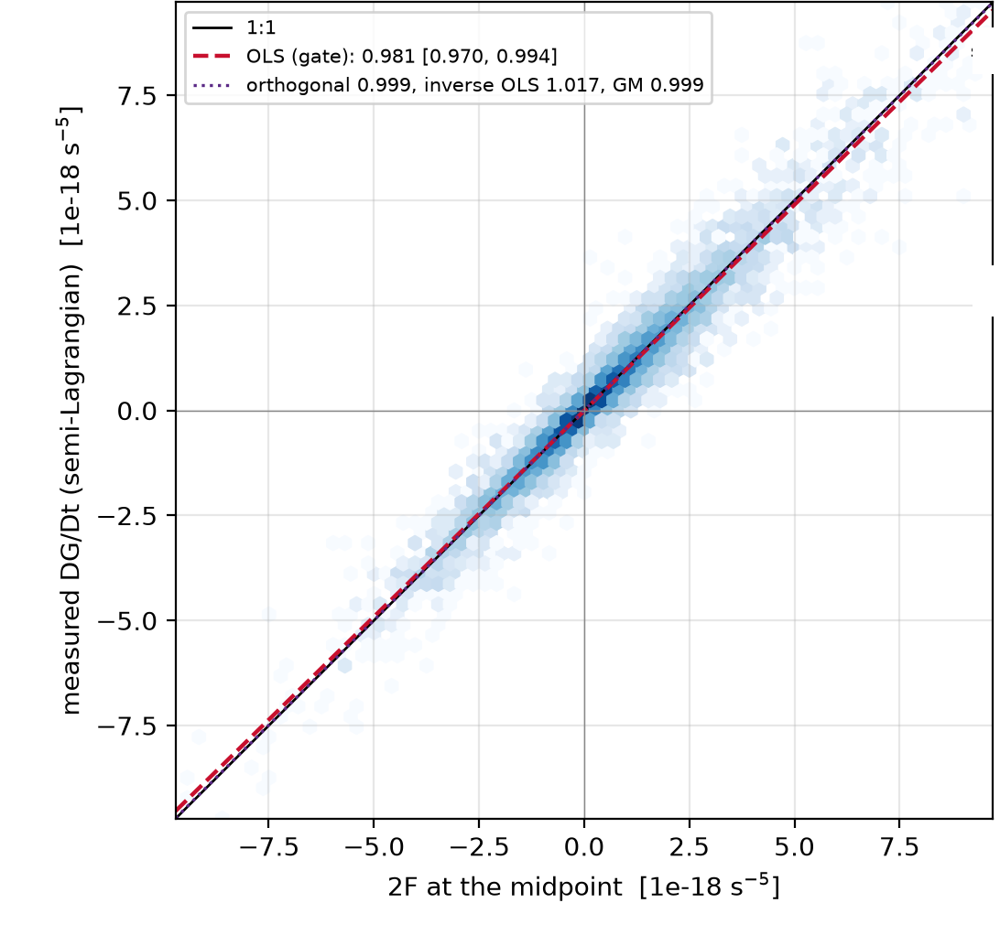 1:1
OLS (gate): 0.981 [0.970, 0.994]
orthogonal 0.999, inverse OLS 1.017, GM 0.999
measured DG/Dt (semi-Lagrangian) [1e-18 s⁻⁵]
7.5
5.0
2.5
0.0
−2.5
−5.0
−7.5
−7.5 −5.0 −2.5 0.0 2.5 5.0 7.5
2F at the midpoint [1e-18 s⁻⁵]